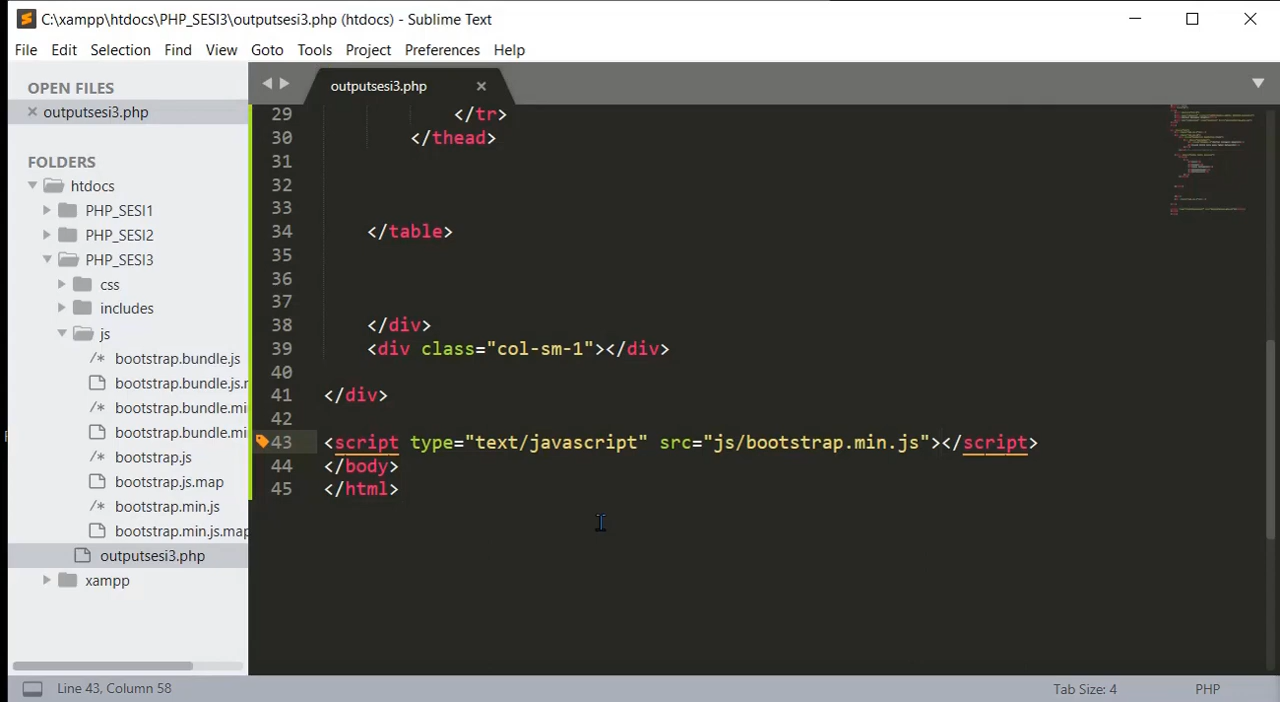 C:\xampp\htdocs\PHP_SESI3\outputsesi3.php (htdocs) - Sublime Text
File Edit Selection Find View Goto Tools Project Preferences Help
OPEN FILES
outputsesi3.php
FOLDERS
htdocs
PHP_SESI1
PHP_SESI2
PHP_SESI3
css
includes
js
bootstrap.bundle.js
bootstrap.bundle.js.r
bootstrap.bundle.mi
bootstrap.bundle.mi
bootstrap.js
bootstrap.js.map
bootstrap.min.js
bootstrap.min.js.map
outputsesi3.php
xampp
outputsesi3.php
29 </tr>
30 </thead>
31
32
33
34 </table>
35
36
37
38 </div>
39 <div class="col-sm-1"></div>
40
41 </div>
42
43 <script type="text/javascript" src="js/bootstrap.min.js"></script>
44 </body>
45 </html>
Line 43, Column 58
Tab Size: 4
PHP